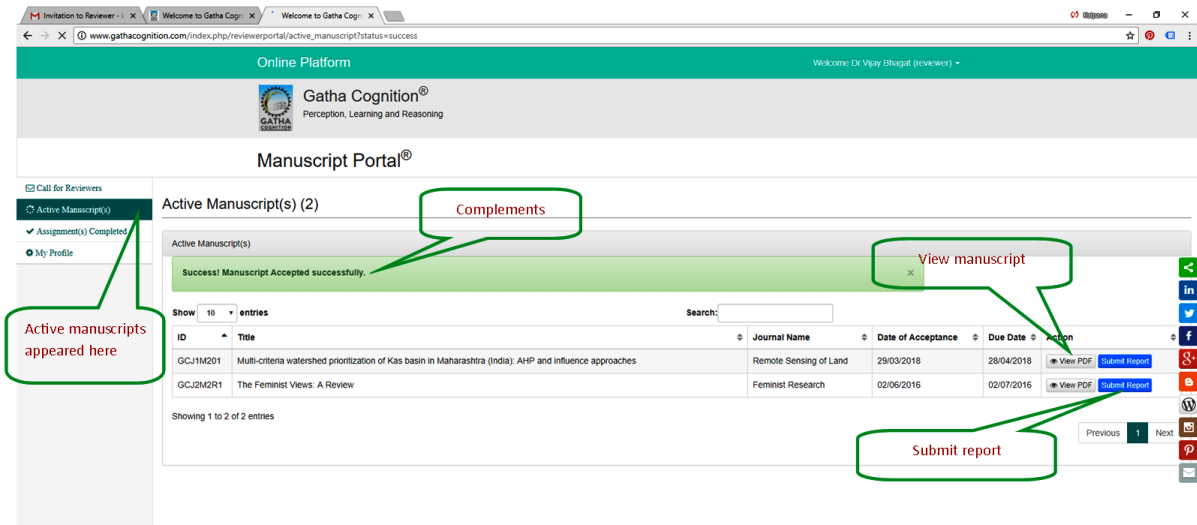 Invitation to Reviewer -
Welcome to Gatha Cogn
Welcome to Gatha Cogn
Kalpana
www.gathacognition.com/index.php/reviewerportal/active_manuscript?status=success
Online Platform
Welcome Dr Vijay Bhagat (reviewer)
GATHA
COGNITION
Gatha Cognition®
Perception, Learning and Reasoning
Manuscript Portal®
Call for Reviewers
Active Manuscript(s)
Assignment(s) Completed
My Profile
Active manuscripts
appeared here
Active Manuscript(s) (2)
Complements
Active Manuscript(s)
View manuscript
Success! Manuscript Accepted successfully. ×
Show 10 entries
Search:
ID Title Journal Name Date of Acceptance Due Date Action
GCJ1M201 Multi-criteria watershed prioritization of Kas basin in Maharashtra (India): AHP and influence approaches Remote Sensing of Land 29/03/2018 28/04/2018 View PDF Submit Report
GCJ2M2R1 The Feminist Views: A Review Feminist Research 02/06/2016 02/07/2016 View PDF Submit Report
Showing 1 to 2 of 2 entries
Previous 1 Next
Submit report